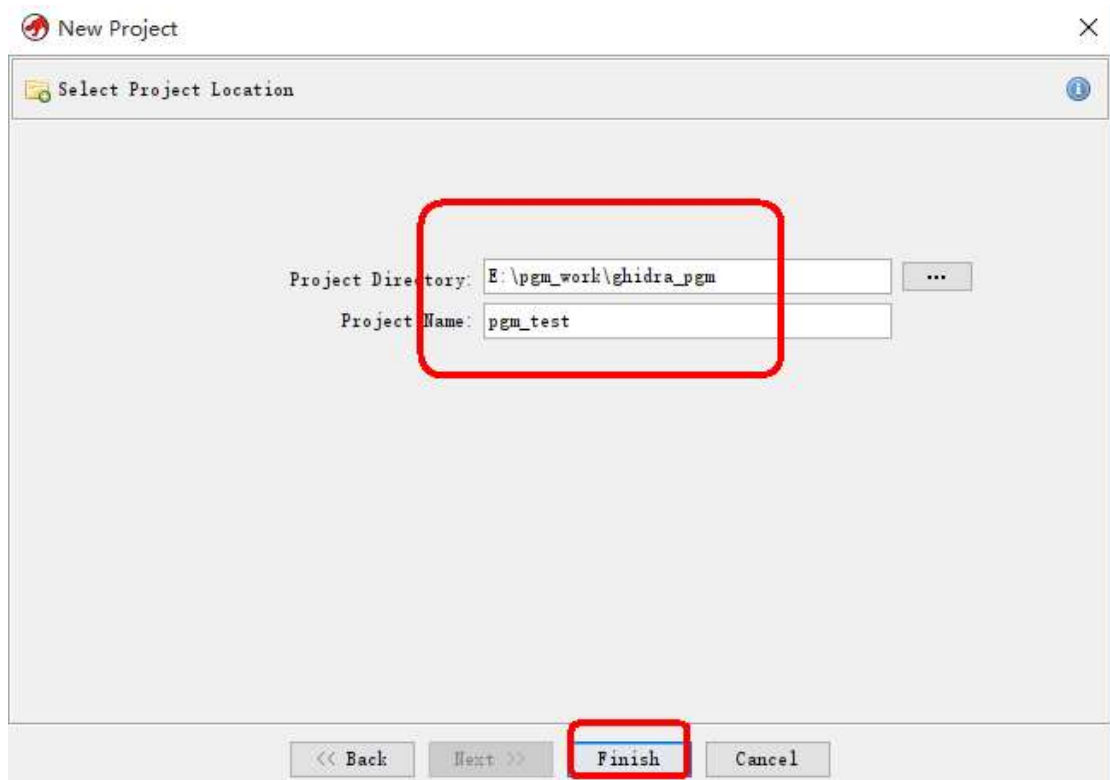 New Project
Select Project Location
Project Directory: E:\pgm_work\ghidra_pgm ...
Project Name: pgm_test
<< Back Next >> Finish Cancel